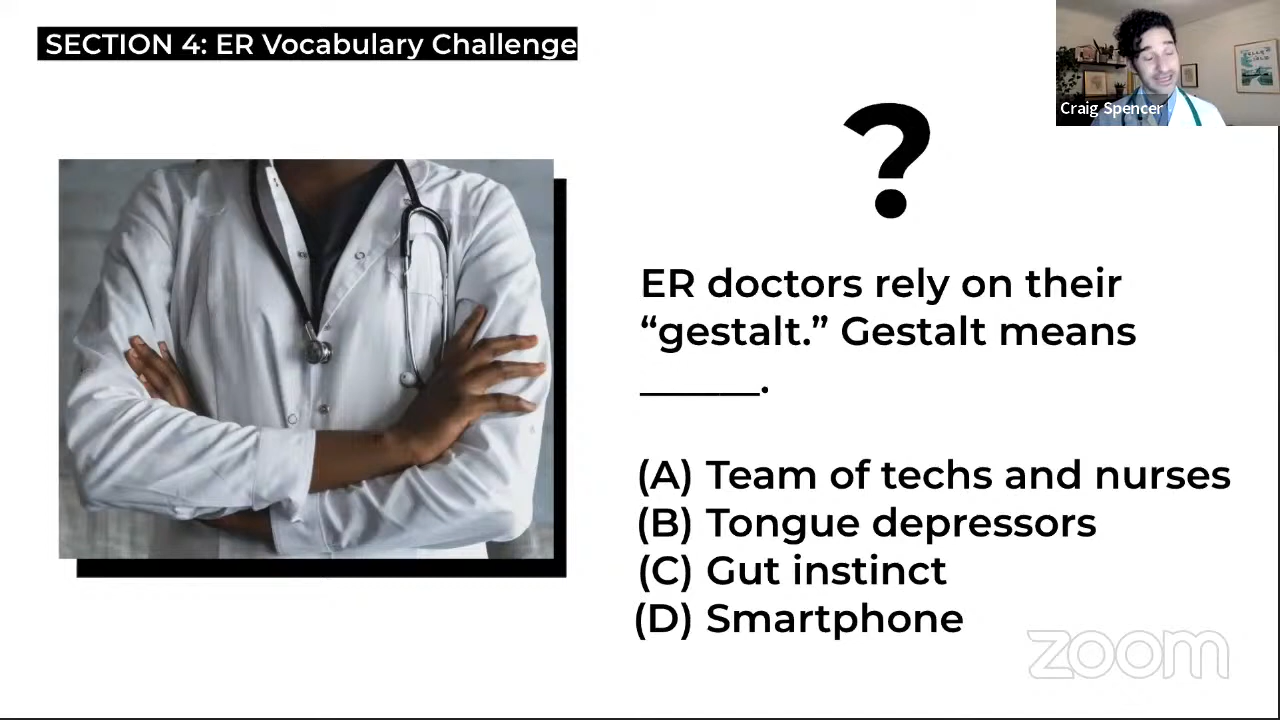 SECTION 4: ER Vocabulary Challenge
Craig Spencer
?
ER doctors rely on their
“gestalt.” Gestalt means
______.
(A) Team of techs and nurses
(B) Tongue depressors
(C) Gut instinct
(D) Smartphone
zoom